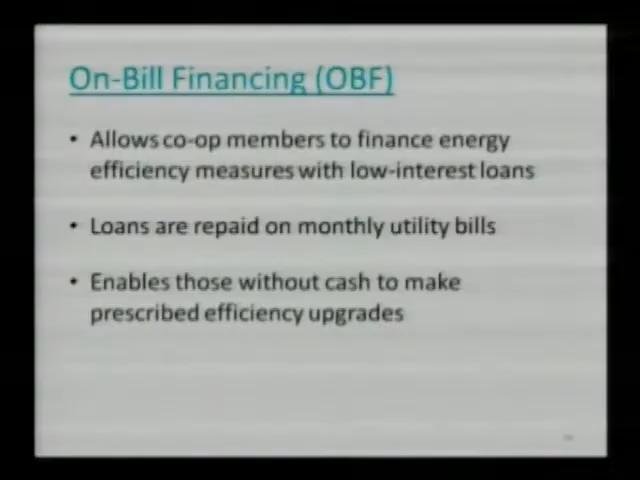 On-Bill Financing (OBF)
• Allows co-op members to finance energy
efficiency measures with low-interest loans
• Loans are repaid on monthly utility bills
• Enables those without cash to make
prescribed efficiency upgrades